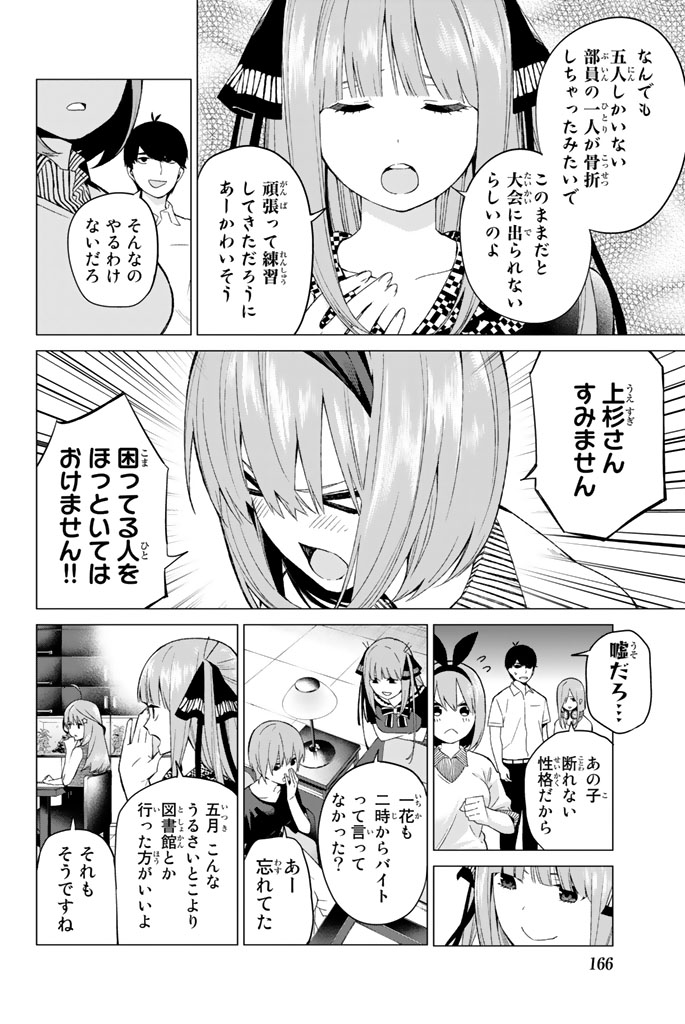 なんでも
五人しかいない
部員の一人が骨折
しちゃったみたいで
このままだと
大会に出られない
らしいのよ
頑張って練習
してきただろうに
あーかわいそう
そんなの
やるわけ
ないだろ
上杉さん
すみません
困ってる人を
ほっといては
おけません!!
嘘だろ…
あの子
断れない
性格だから
一花も
二時からバイト
って言って
なかった?
あー
忘れてた
五月 こんな
うるさいとこより
図書館とか
行った方がいいよ
それも
そうですね
166